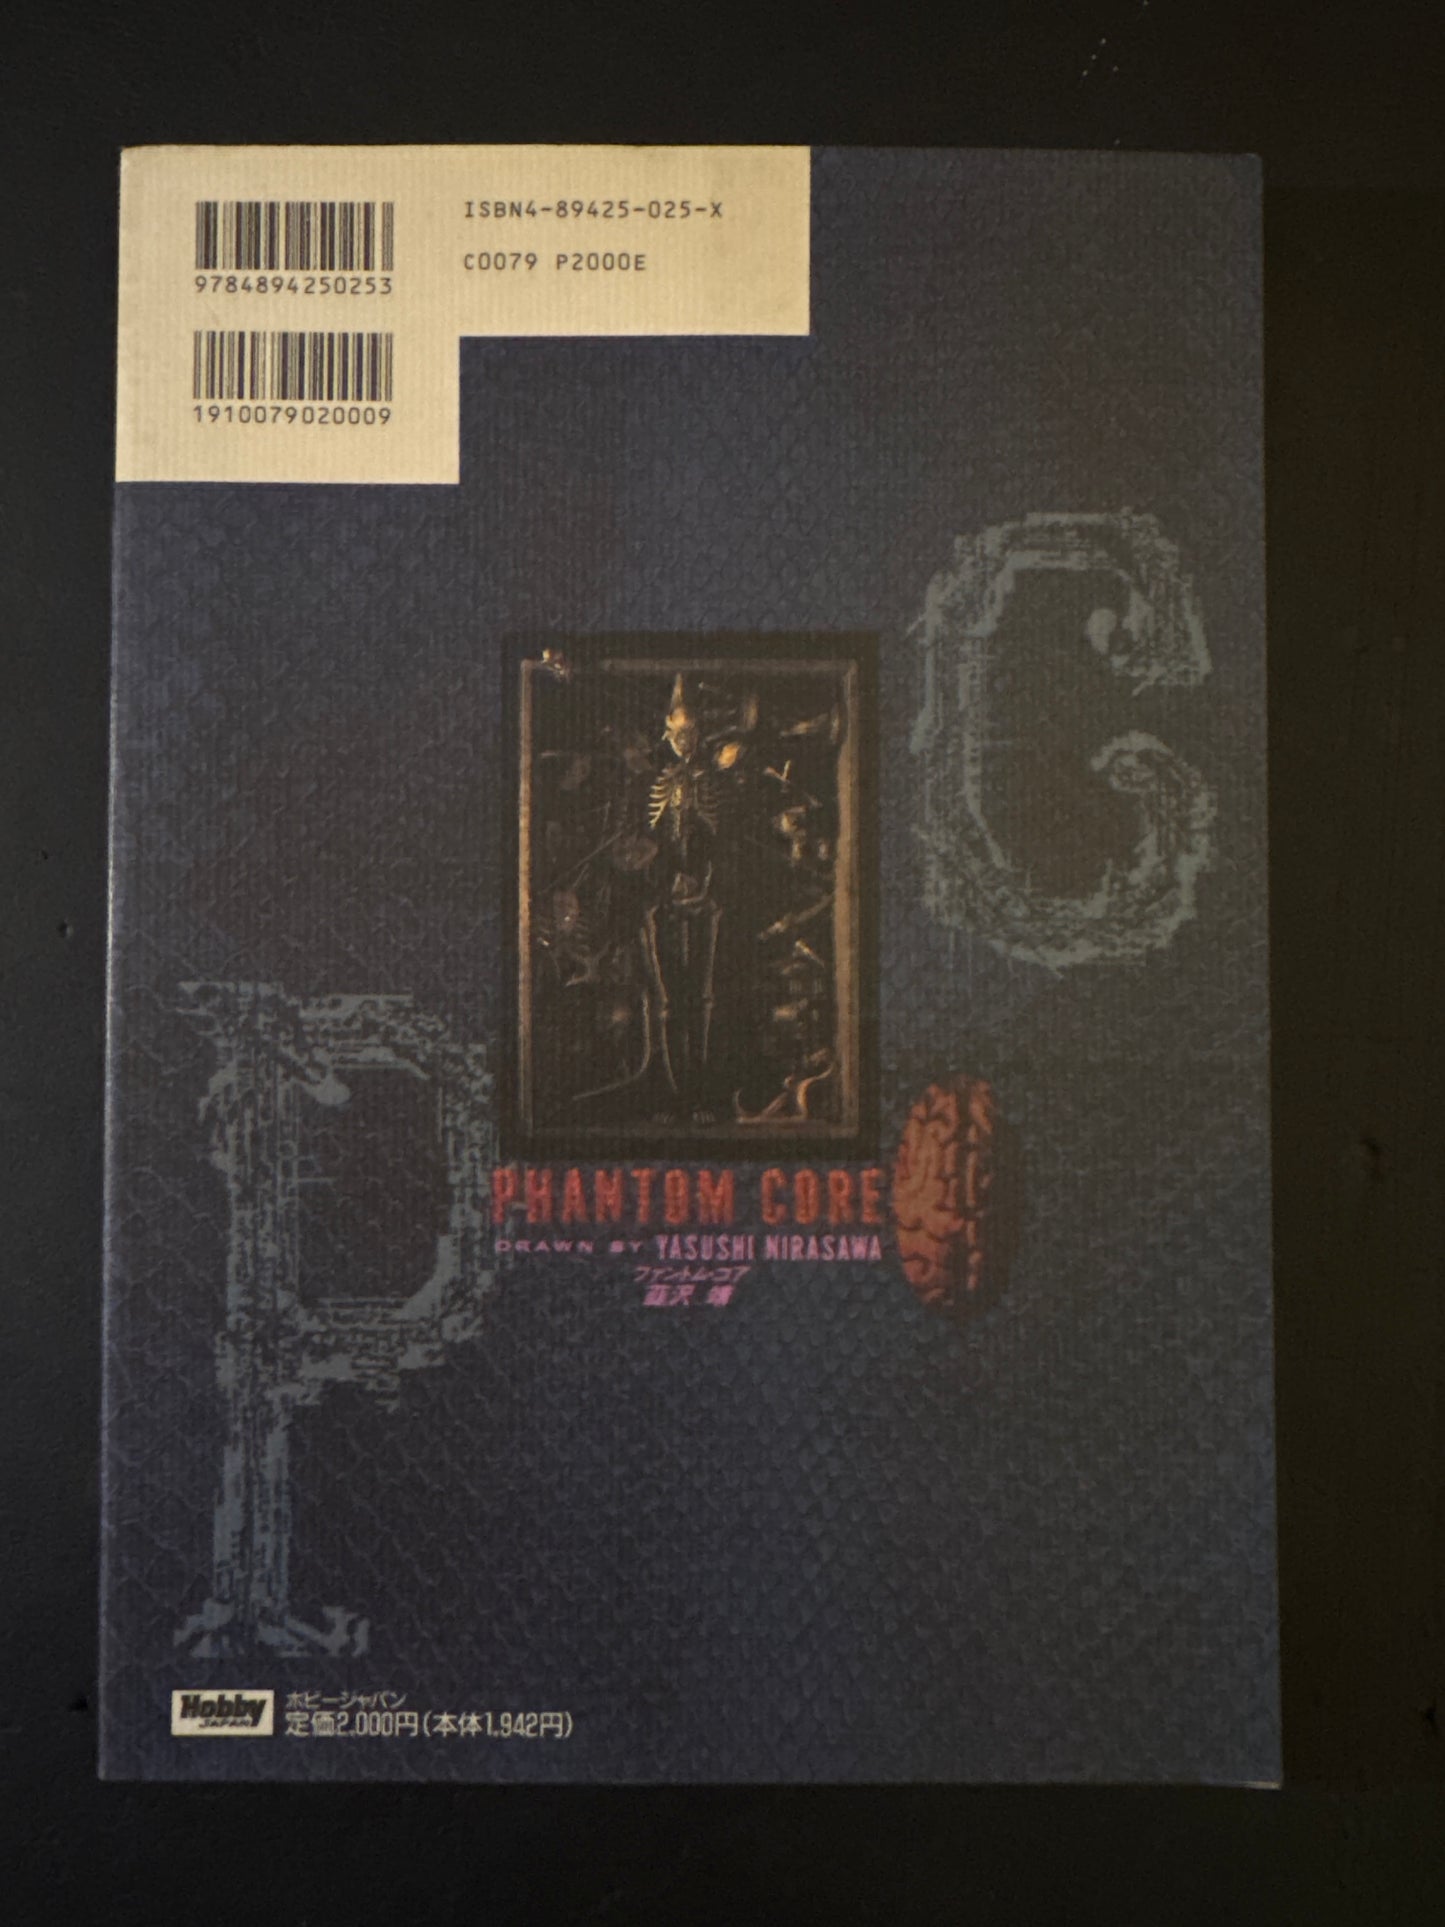 ISBN4-89425-025-X
C0079 P2000E
9784894250253
1910079020009
C
P
PHANTOM CORE
DRAWN BY YASUSHI NIRASAWA
ファントム・コア
韮沢 靖
Hobby
JAPAN
ホビージャパン
定価2,000円(本体1,942円)